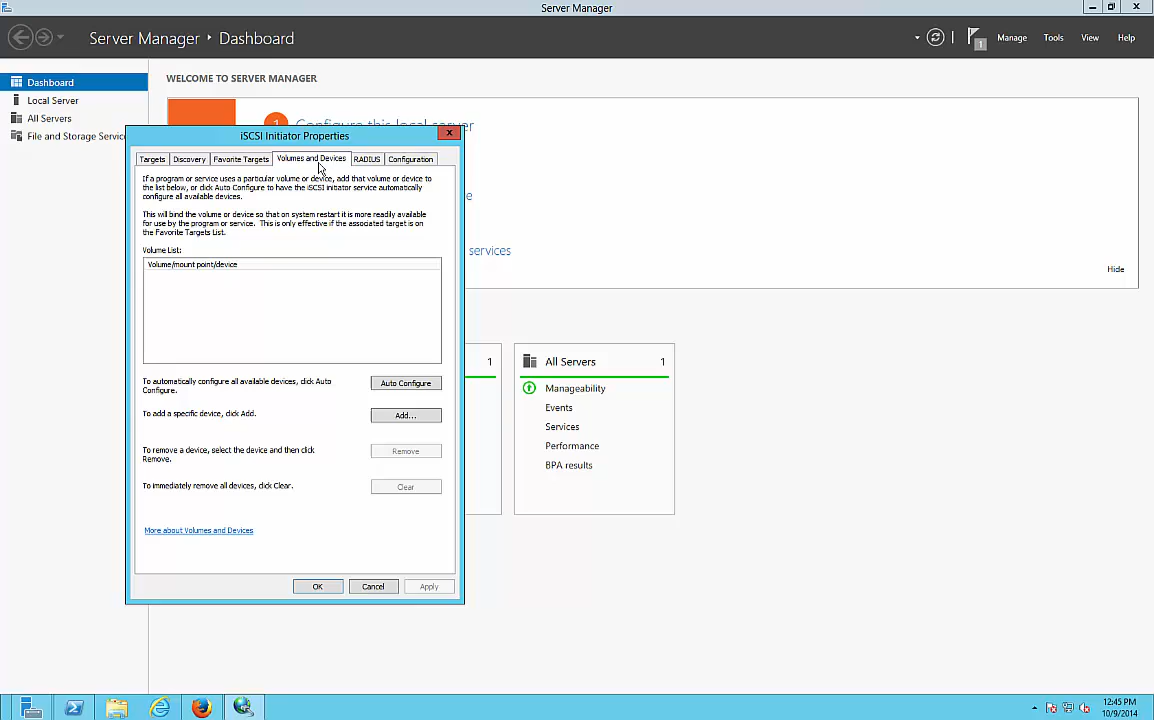 Server Manager
Server Manager • Dashboard
1
Manage
Tools
View
Help
Dashboard
Local Server
All Servers
File and Storage Servic
WELCOME TO SERVER MANAGER
1
Configure this local server
services
Hide
iSCSI Initiator Properties
x
Targets
Discovery
Favorite Targets
Volumes and Devices
RADIUS
Configuration
If a program or service uses a particular volume or device, add that volume or device to
the list below, or click Auto Configure to have the iSCSI initiator service automatically
configure all available devices.
This will bind the volume or device so that on system restart it is more readily available
for use by the program or service.  This is only effective if the associated target is on
the Favorite Targets List.
Volume List:
Volume/mount point/device
To automatically configure all available devices, click Auto
Configure.
Auto Configure
To add a specific device, click Add.
Add...
To remove a device, select the device and then click
Remove.
Remove
To immediately remove all devices, click Clear.
Clear
More about Volumes and Devices
OK
Cancel
Apply
1
All Servers
1
Manageability
Events
Services
Performance
BPA results
12:45 PM
10/9/2014